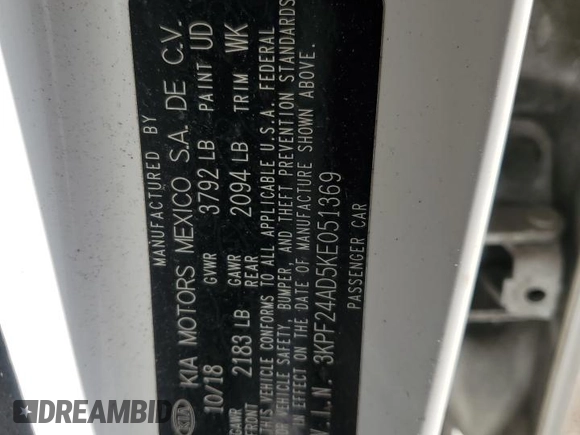 MANUFACTURED BY
KIA KIA MOTORS MEXICO S.A. DE C.V.
10/18 GVWR 3792 LB PAINT UD
GAWR FRONT 2183 LB GAWR REAR 2094 LB TRIM WK
THIS VEHICLE CONFORMS TO ALL APPLICABLE U.S.A. FEDERAL
MOTOR VEHICLE SAFETY, BUMPER, AND THEFT PREVENTION STANDARDS
IN EFFECT ON THE DATE OF MANUFACTURE SHOWN ABOVE.
V.I.N.: 3KPF24AD5KE051369
PASSENGER CAR
DREAMBID